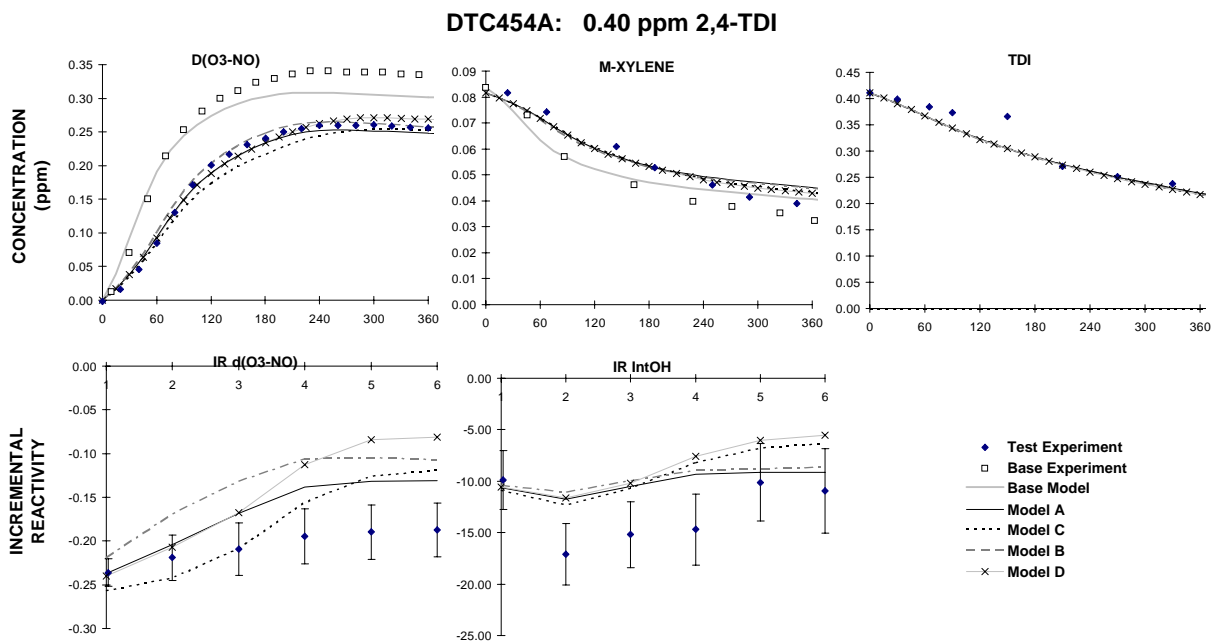 DTC454A: 0.40 ppm 2,4-TDI
D(O3-NO)
M-XYLENE
TDI
CONCENTRATION
(ppm)
0.35
0.30
0.25
0.20
0.15
0.10
0.05
0.00
0 60 120 180 240 300 360
0.09
0.08
0.07
0.06
0.05
0.04
0.03
0.02
0.01
0.00
0 60 120 180 240 300 360
0.45
0.40
0.35
0.30
0.25
0.20
0.15
0.10
0.05
0.00
0 60 120 180 240 300 360
IR d(O3-NO)
IR IntOH
INCREMENTAL
REACTIVITY
0.00
-0.05
-0.10
-0.15
-0.20
-0.25
-0.30
1 2 3 4 5 6
0.00
-5.00
-10.00
-15.00
-20.00
-25.00
1 2 3 4 5 6
Test Experiment
Base Experiment
Base Model
Model A
Model C
Model B
Model D